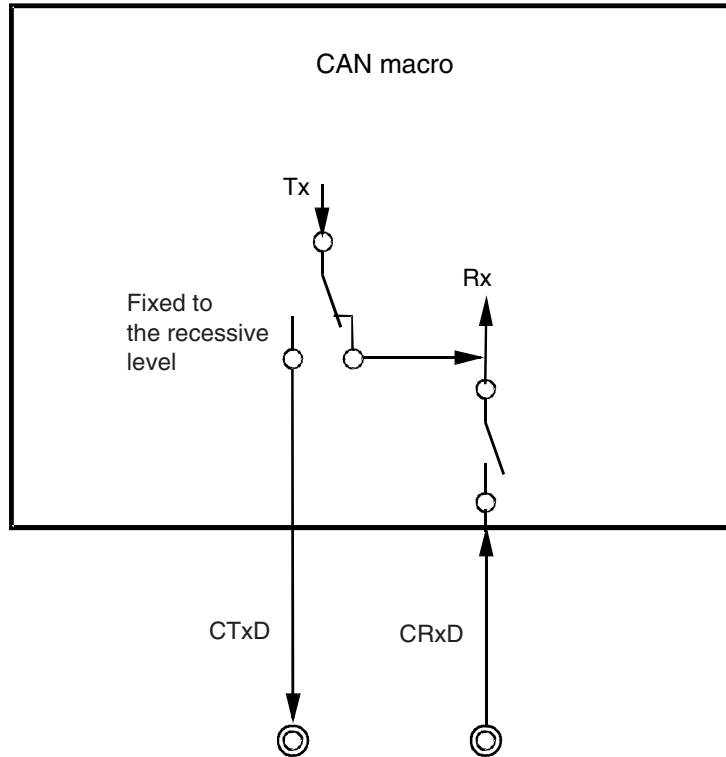 CAN macro
Tx
Rx
Fixed to
the recessive
level
CTxD
CRxD